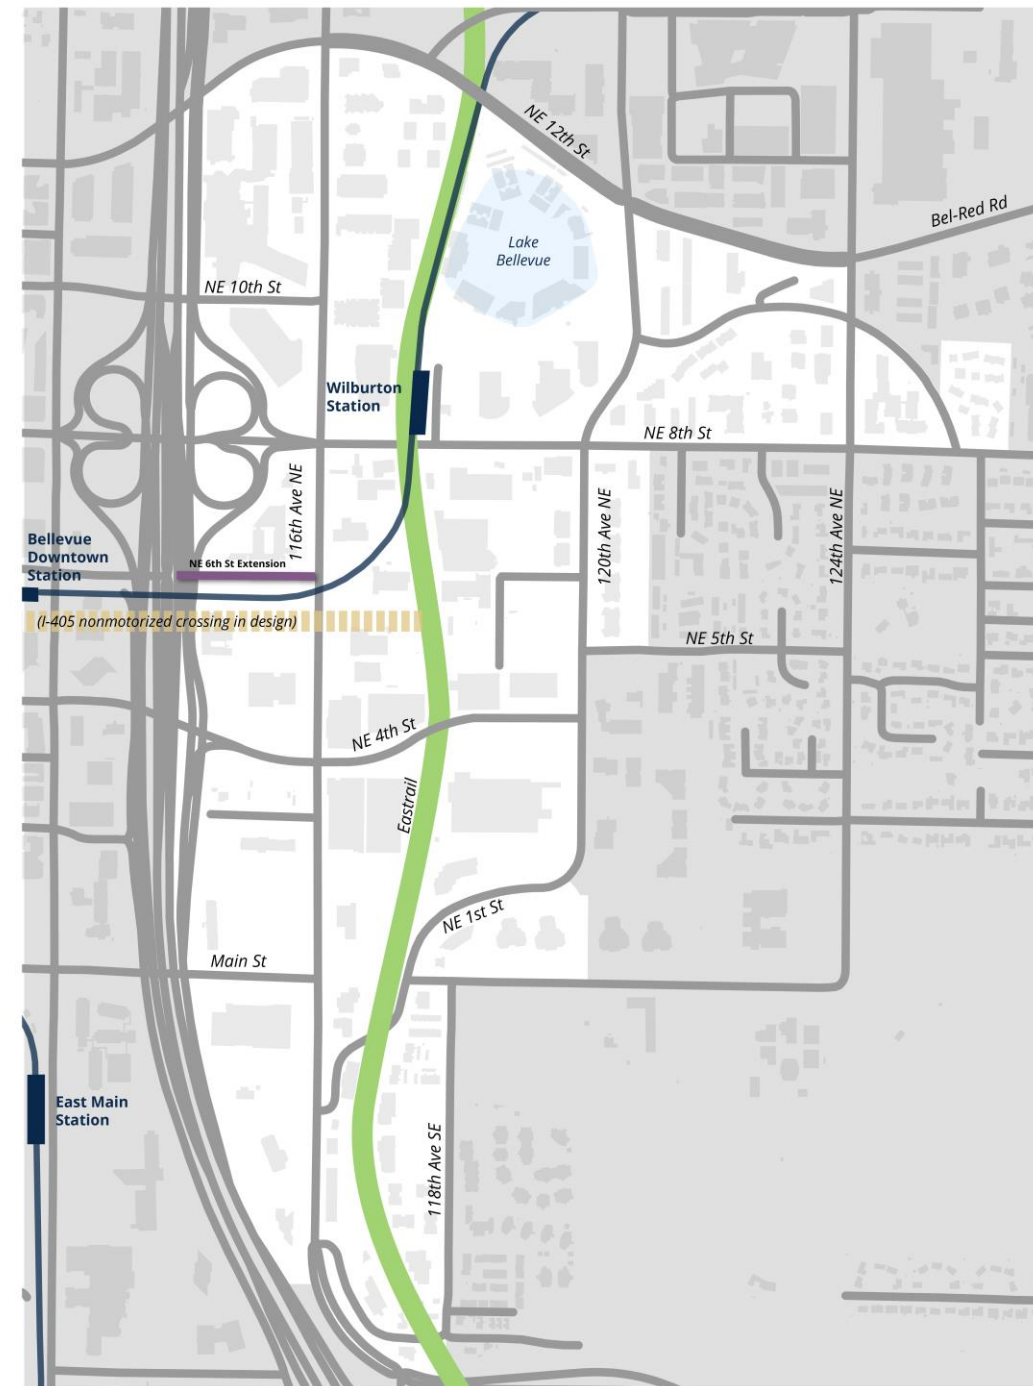 NE 12th St
Bel-Red Rd
Lake
Bellevue
NE 10th St
Wilburton
Station
NE 8th St
116th Ave NE
120th Ave NE
124th Ave NE
Bellevue
Downtown
Station
NE 6th St Extension
(I-405 nonmotorized crossing in design)
NE 5th St
NE 4th St
Eastrail
NE 1st St
Main St
East Main
Station
118th Ave SE